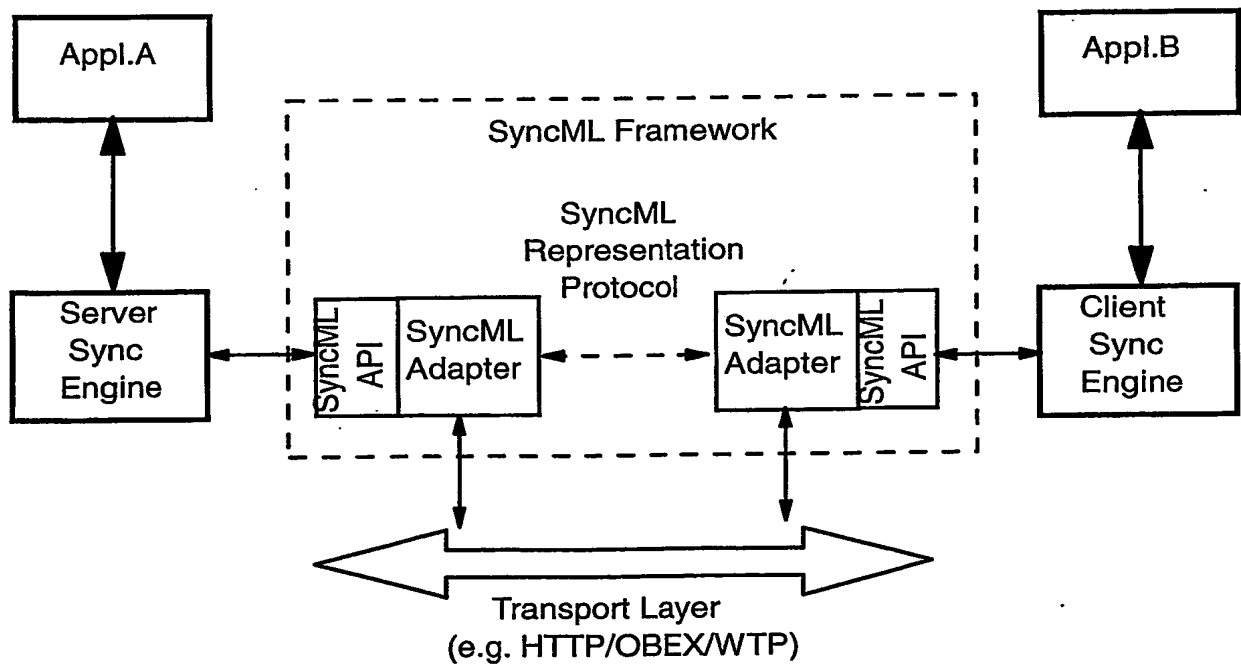 Appl.A
Appl.B
SyncML Framework
SyncML
Representation
Protocol
Server
Sync
Engine
SyncML
API
SyncML
Adapter
SyncML
Adapter
SyncML
API
Client
Sync
Engine
Transport Layer
(e.g. HTTP/OBEX/WTP)